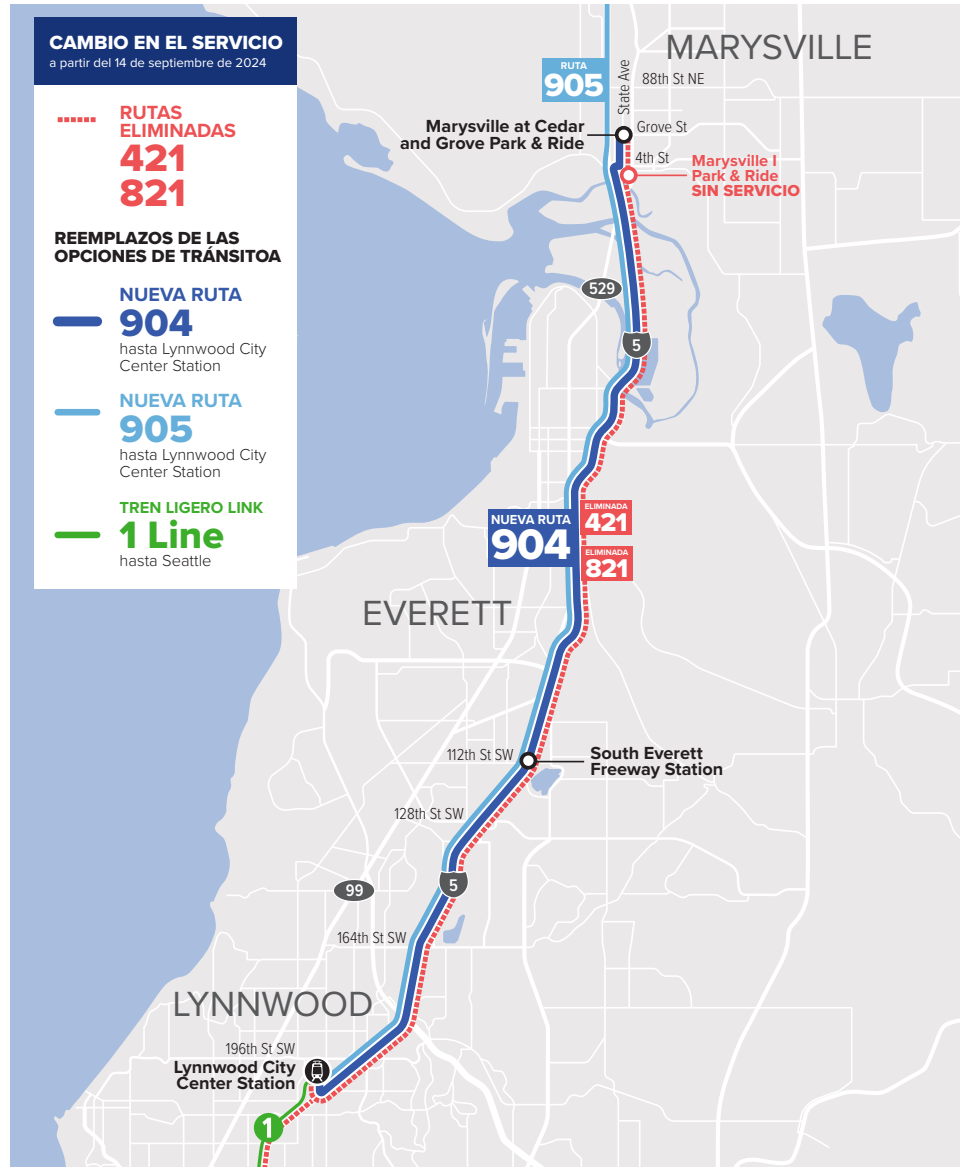 CAMBIO EN EL SERVICIO
a partir del 14 de septiembre de 2024
RUTAS
ELIMINADAS
421
821
REEMPLAZOS DE LAS
OPCIONES DE TRÁNSITOA
NUEVA RUTA
904
hasta Lynnwood City
Center Station
NUEVA RUTA
905
hasta Lynnwood City
Center Station
TREN LIGERO LINK
1 Line
hasta Seattle
MARYSVILLE
RUTA
905
State Ave
88th St NE
Marysville at Cedar
and Grove Park & Ride
Grove St
4th St
Marysville I
Park & Ride
SIN SERVICIO
529
5
NUEVA RUTA
904
ELIMINADA
421
ELIMINADA
821
EVERETT
112th St SW
South Everett
Freeway Station
128th St SW
99
5
164th St SW
LYNNWOOD
196th St SW
Lynnwood City
Center Station
1